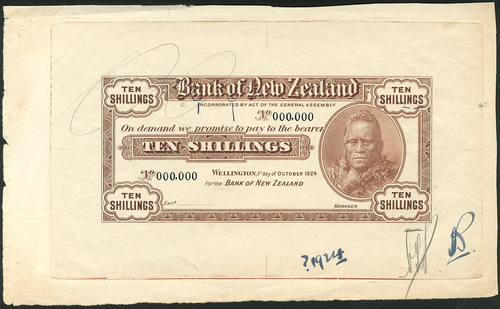 TEN SHILLINGS
Bank of New Zealand
TEN SHILLINGS
INCORPORATED BY ACT OF THE GENERAL ASSEMBLY
No 000,000
On demand we promise to pay to the bearer
TEN SHILLINGS
No 000,000
WELLINGTON, 1st day of OCTOBER 1924
For the BANK OF NEW ZEALAND
TEN SHILLINGS
Entd
MANAGER
TEN SHILLINGS
?1924